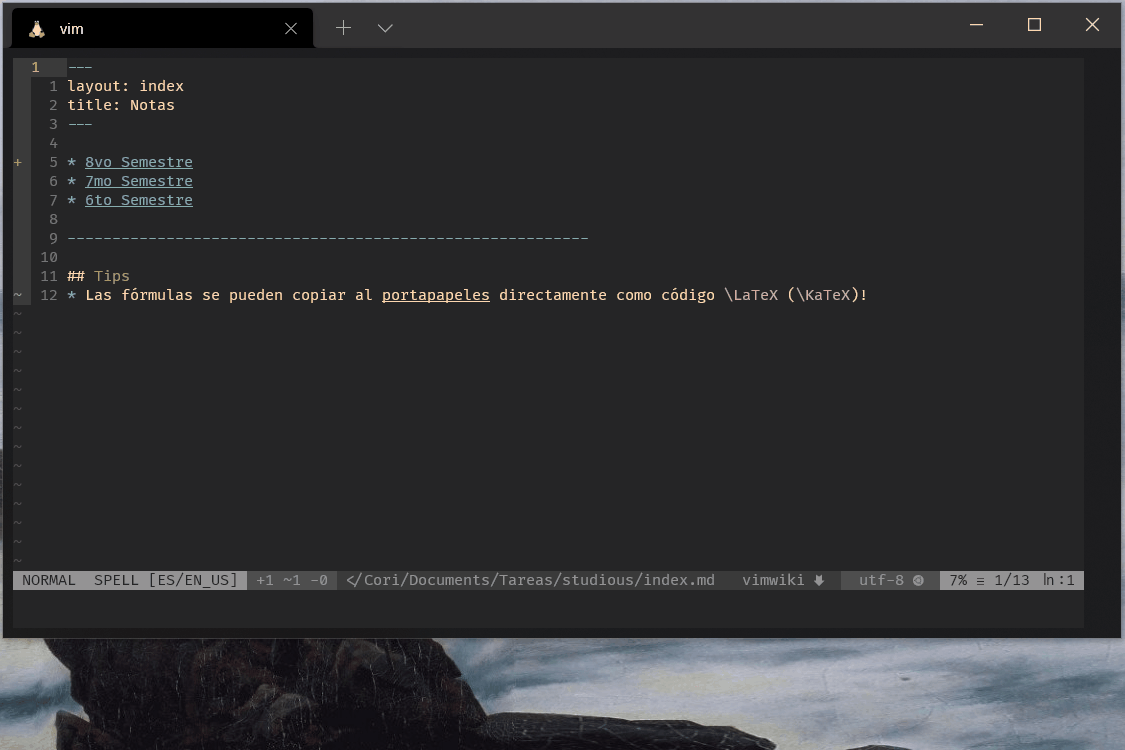 vim
1 ---
1 layout: index
2 title: Notas
3 ---
4
+ 5 * 8vo Semestre
6 * 7mo Semestre
7 * 6to Semestre
8
9 ----------------------------------------------------------
10
11 ## Tips
~ 12 * Las fórmulas se pueden copiar al portapapeles directamente como código \LaTeX (\KaTeX)!
~
~
~
~
~
~
~
~
~
~
~
~
~
~
NORMAL SPELL [ES/EN_US] +1 ~1 -0 </Cori/Documents/Tareas/studious/index.md vimwiki utf-8 7% ≡ 1/13 ln:1